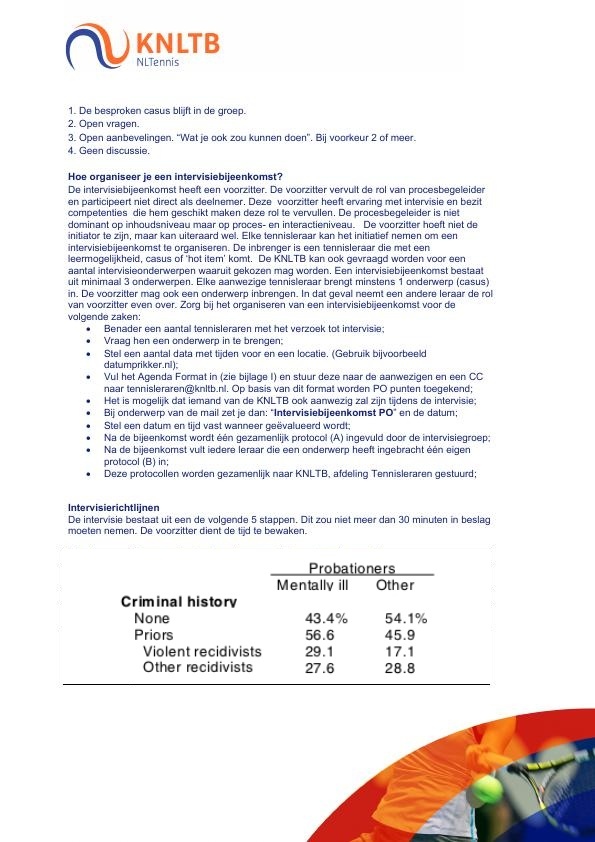 KNLTB
NLTennis
1. De besproken casus blijft in de groep.
2. Open vragen.
3. Open aanbevelingen. “Wat je ook zou kunnen doen”. Bij voorkeur 2 of meer.
4. Geen discussie.
Hoe organiseer je een intervisiebijeenkomst?
De intervisiebijeenkomst heeft een voorzitter. De voorzitter vervult de rol van procesbegeleider
en participeert niet direct als deelnemer. Deze voorzitter heeft ervaring met intervisie en bezit
competenties die hem geschikt maken deze rol te vervullen. De procesbegeleider is niet
dominant op inhoudsniveau maar op proces- en interactieniveau. De voorzitter hoeft niet de
initiator te zijn, maar kan uiteraard wel. Elke tennisleraar kan het initiatief nemen om een
intervisiebijeenkomst te organiseren. De inbrenger is een tennisleraar die met een
leermogelijkheid, casus of ‘hot item’ komt. De KNLTB kan ook gevraagd worden voor een
aantal intervisieonderwerpen waaruit gekozen mag worden. Een intervisiebijeenkomst bestaat
uit minimaal 3 onderwerpen. Elke aanwezige tennisleraar brengt minstens 1 onderwerp (casus)
in. De voorzitter mag ook een onderwerp inbrengen. In dat geval neemt een andere leraar de rol
van voorzitter even over. Zorg bij het organiseren van een intervisiebijeenkomst voor de
volgende zaken:
• Benader een aantal tennisleraren met het verzoek tot intervisie;
• Vraag hen een onderwerp in te brengen;
• Stel een aantal data met tijden voor en een locatie. (Gebruik bijvoorbeeld
datumprikker.nl);
• Vul het Agenda Format in (zie bijlage I) en stuur deze naar de aanwezigen en een CC
naar tennisleraren@knltb.nl. Op basis van dit format worden PO punten toegekend;
• Het is mogelijk dat iemand van de KNLTB ook aanwezig zal zijn tijdens de intervisie;
• Bij onderwerp van de mail zet je dan: “Intervisiebijeenkomst PO” en de datum;
• Stel een datum en tijd vast wanneer geëvalueerd wordt;
• Na de bijeenkomst wordt één gezamenlijk protocol (A) ingevuld door de intervisiegroep;
• Na de bijeenkomst vult iedere leraar die een onderwerp heeft ingebracht één eigen
protocol (B) in;
• Deze protocollen worden gezamenlijk naar KNLTB, afdeling Tennisleraren gestuurd;
Intervisierichtlijnen
De intervisie bestaat uit een de volgende 5 stappen. Dit zou niet meer dan 30 minuten in beslag
moeten nemen. De voorzitter dient de tijd te bewaken.
Probationers
Mentally ill Other
Criminal history
None 43.4% 54.1%
Priors 56.6 45.9
Violent recidivists 29.1 17.1
Other recidivists 27.6 28.8